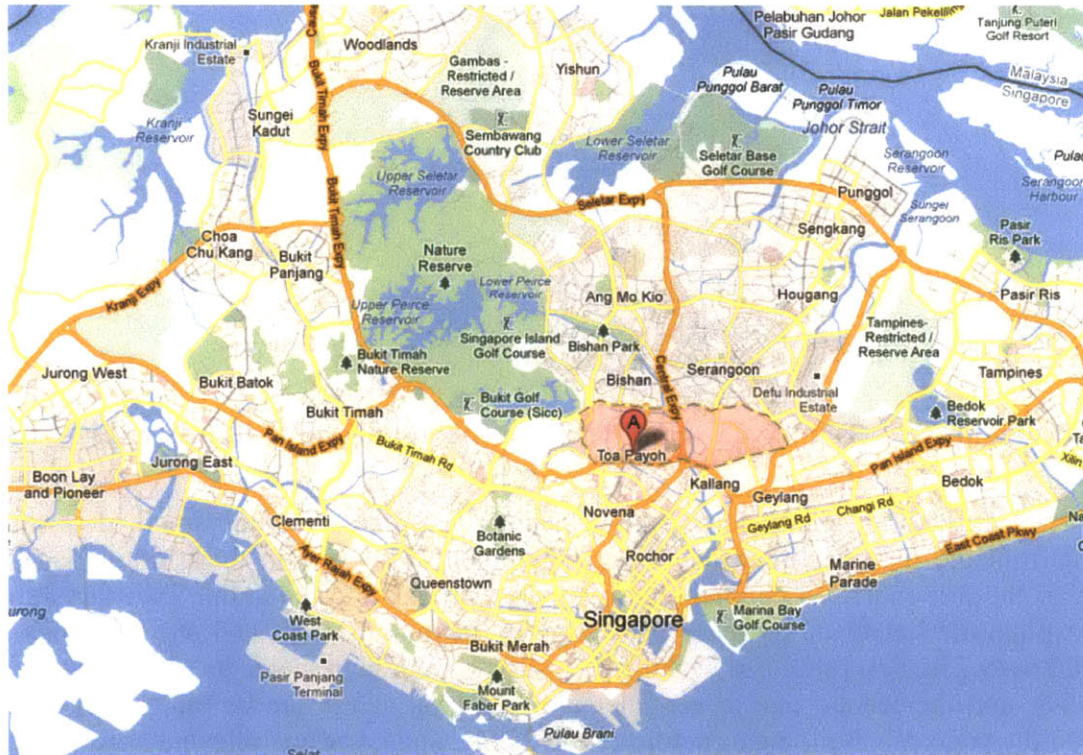 Pelabuhan Johor
Pasir Gudang
Tanjung Puteri
Golf Resort
Kranji Industrial
Estate
Woodlands
Bukit Timah Expy
Gambas -
Restricted /
Reserve Area
Yishun
Pulau
Punggol Barat
Pulau
Punggol Timor
Malaysia
Singapore
Kranji
Reservoir
Sungei
Kadut
Sembawang
Country Club
Lower Seletar
Reservoir
Seletar Base
Golf Course
Johor Strait
Serangoon
Reservoir
Pulau
Serangoon
Harbour
Upper Seletar
Reservoir
Bukit Timah Expy
Seletar Expy
Punggol
Sungei
Serangoon
Choa
Chu Kang
Bukit
Panjang
Nature
Reserve
Sengkang
Pasir
Ris Park
Kranji Expy
Upper Peirce
Reservoir
Lower Peirce
Reservoir
Ang Mo Kio
Hougang
Pasir Ris
Singapore Island
Golf Course
Bishan Park
Tampines-
Restricted /
Reserve Area
Jurong West
Bukit Batok
Bukit Timah
Nature Reserve
Bishan
Central Expy
Serangoon
Defu Industrial
Estate
Tampines
Bukit Timah
Bukit Golf
Course (Sicc)
Bedok
Reservoir Park
Pan Island Expy
Bukit Timah Rd
A
Toa Payoh
Pan Island Expy
Boon Lay
and Pioneer
Jurong East
Kallang
Geylang
Bedok
Clementi
Novena
Geylang Rd
Changi Rd
Botanic
Gardens
Rochor
East Coast Pkwy
Ayer Rajah Expy
Queenstown
Marine
Parade
West
Coast Park
Singapore
Marina Bay
Golf Course
Bukit Merah
Pasir Panjang
Terminal
Mount
Faber Park
Pulau Brani